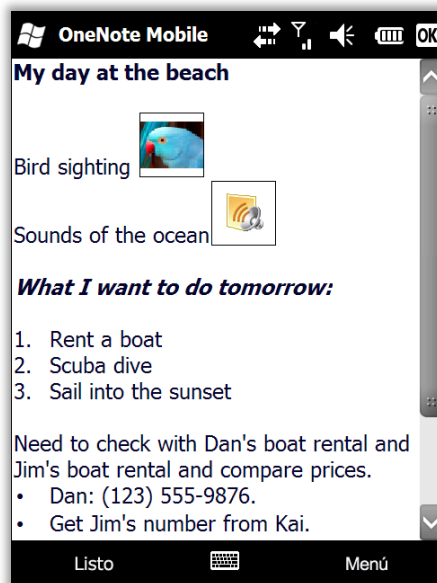 OneNote Mobile OK
My day at the beach
Bird sighting
Sounds of the ocean
What I want to do tomorrow:
1. Rent a boat
2. Scuba dive
3. Sail into the sunset
Need to check with Dan's boat rental and
Jim's boat rental and compare prices.
• Dan: (123) 555-9876.
• Get Jim's number from Kai.
Listo Menú